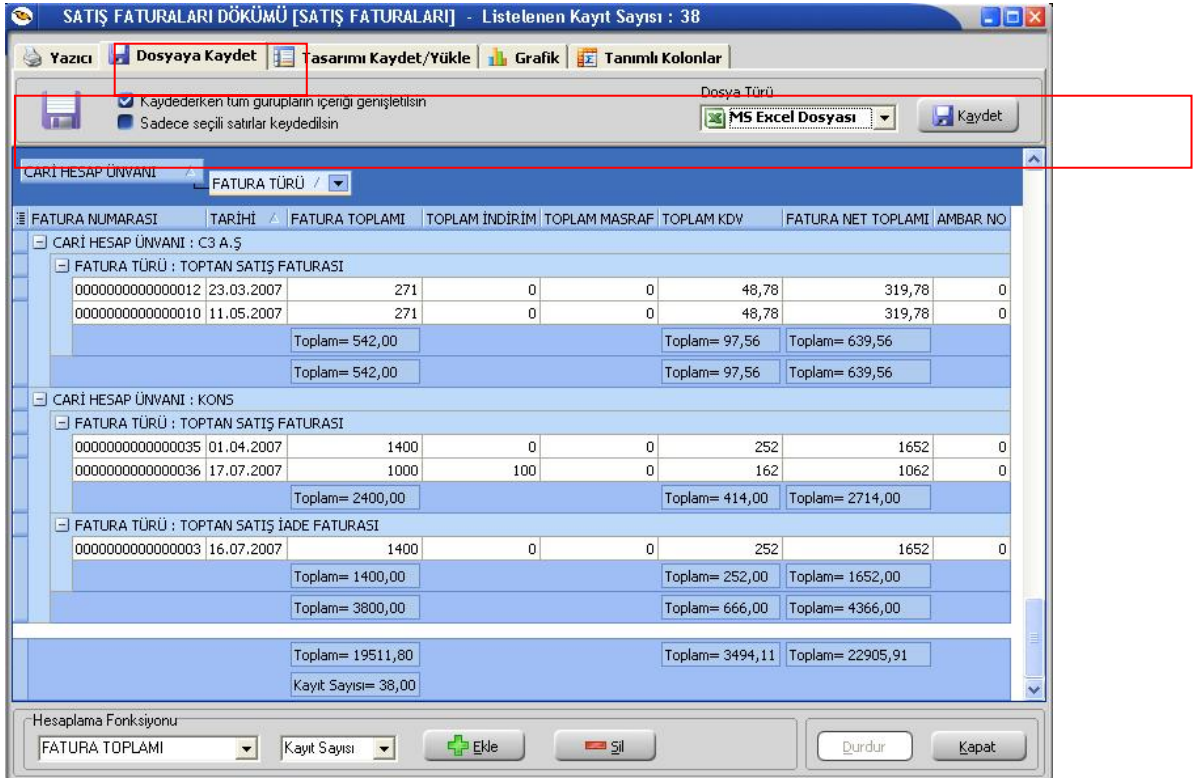 SATIŞ FATURALARI DÖKÜMÜ [SATIŞ FATURALARI] - Listelenen Kayıt Sayısı : 38
Yazıcı Dosyaya Kaydet Tasarımı Kaydet/Yükle Grafik Tanımlı Kolonlar
Kaydederken tüm gurupların içeriği genişletilsin
Sadece seçili satırlar keydedilsin
Dosya Türü
MS Excel Dosyası Kaydet
CARİ HESAP ÜNVANI
FATURA TÜRÜ
FATURA NUMARASI TARİHİ FATURA TOPLAMI TOPLAM İNDİRİM TOPLAM MASRAF TOPLAM KDV FATURA NET TOPLAMI AMBAR NO
CARİ HESAP ÜNVANI : C3 A.Ş
FATURA TÜRÜ : TOPTAN SATIŞ FATURASI
0000000000000012 23.03.2007 271 0 0 48,78 319,78 0
0000000000000010 11.05.2007 271 0 0 48,78 319,78 0
Toplam= 542,00 Toplam= 97,56 Toplam= 639,56
Toplam= 542,00 Toplam= 97,56 Toplam= 639,56
CARİ HESAP ÜNVANI : KONS
FATURA TÜRÜ : TOPTAN SATIŞ FATURASI
0000000000000035 01.04.2007 1400 0 0 252 1652 0
0000000000000036 17.07.2007 1000 100 0 162 1062 0
Toplam= 2400,00 Toplam= 414,00 Toplam= 2714,00
FATURA TÜRÜ : TOPTAN SATIŞ İADE FATURASI
0000000000000003 16.07.2007 1400 0 0 252 1652 0
Toplam= 1400,00 Toplam= 252,00 Toplam= 1652,00
Toplam= 3800,00 Toplam= 666,00 Toplam= 4366,00
Toplam= 19511,80 Toplam= 3494,11 Toplam= 22905,91
Kayıt Sayısı= 38,00
Hesaplama Fonksiyonu
FATURA TOPLAMI Kayıt Sayısı Ekle Sil Durdur Kapat